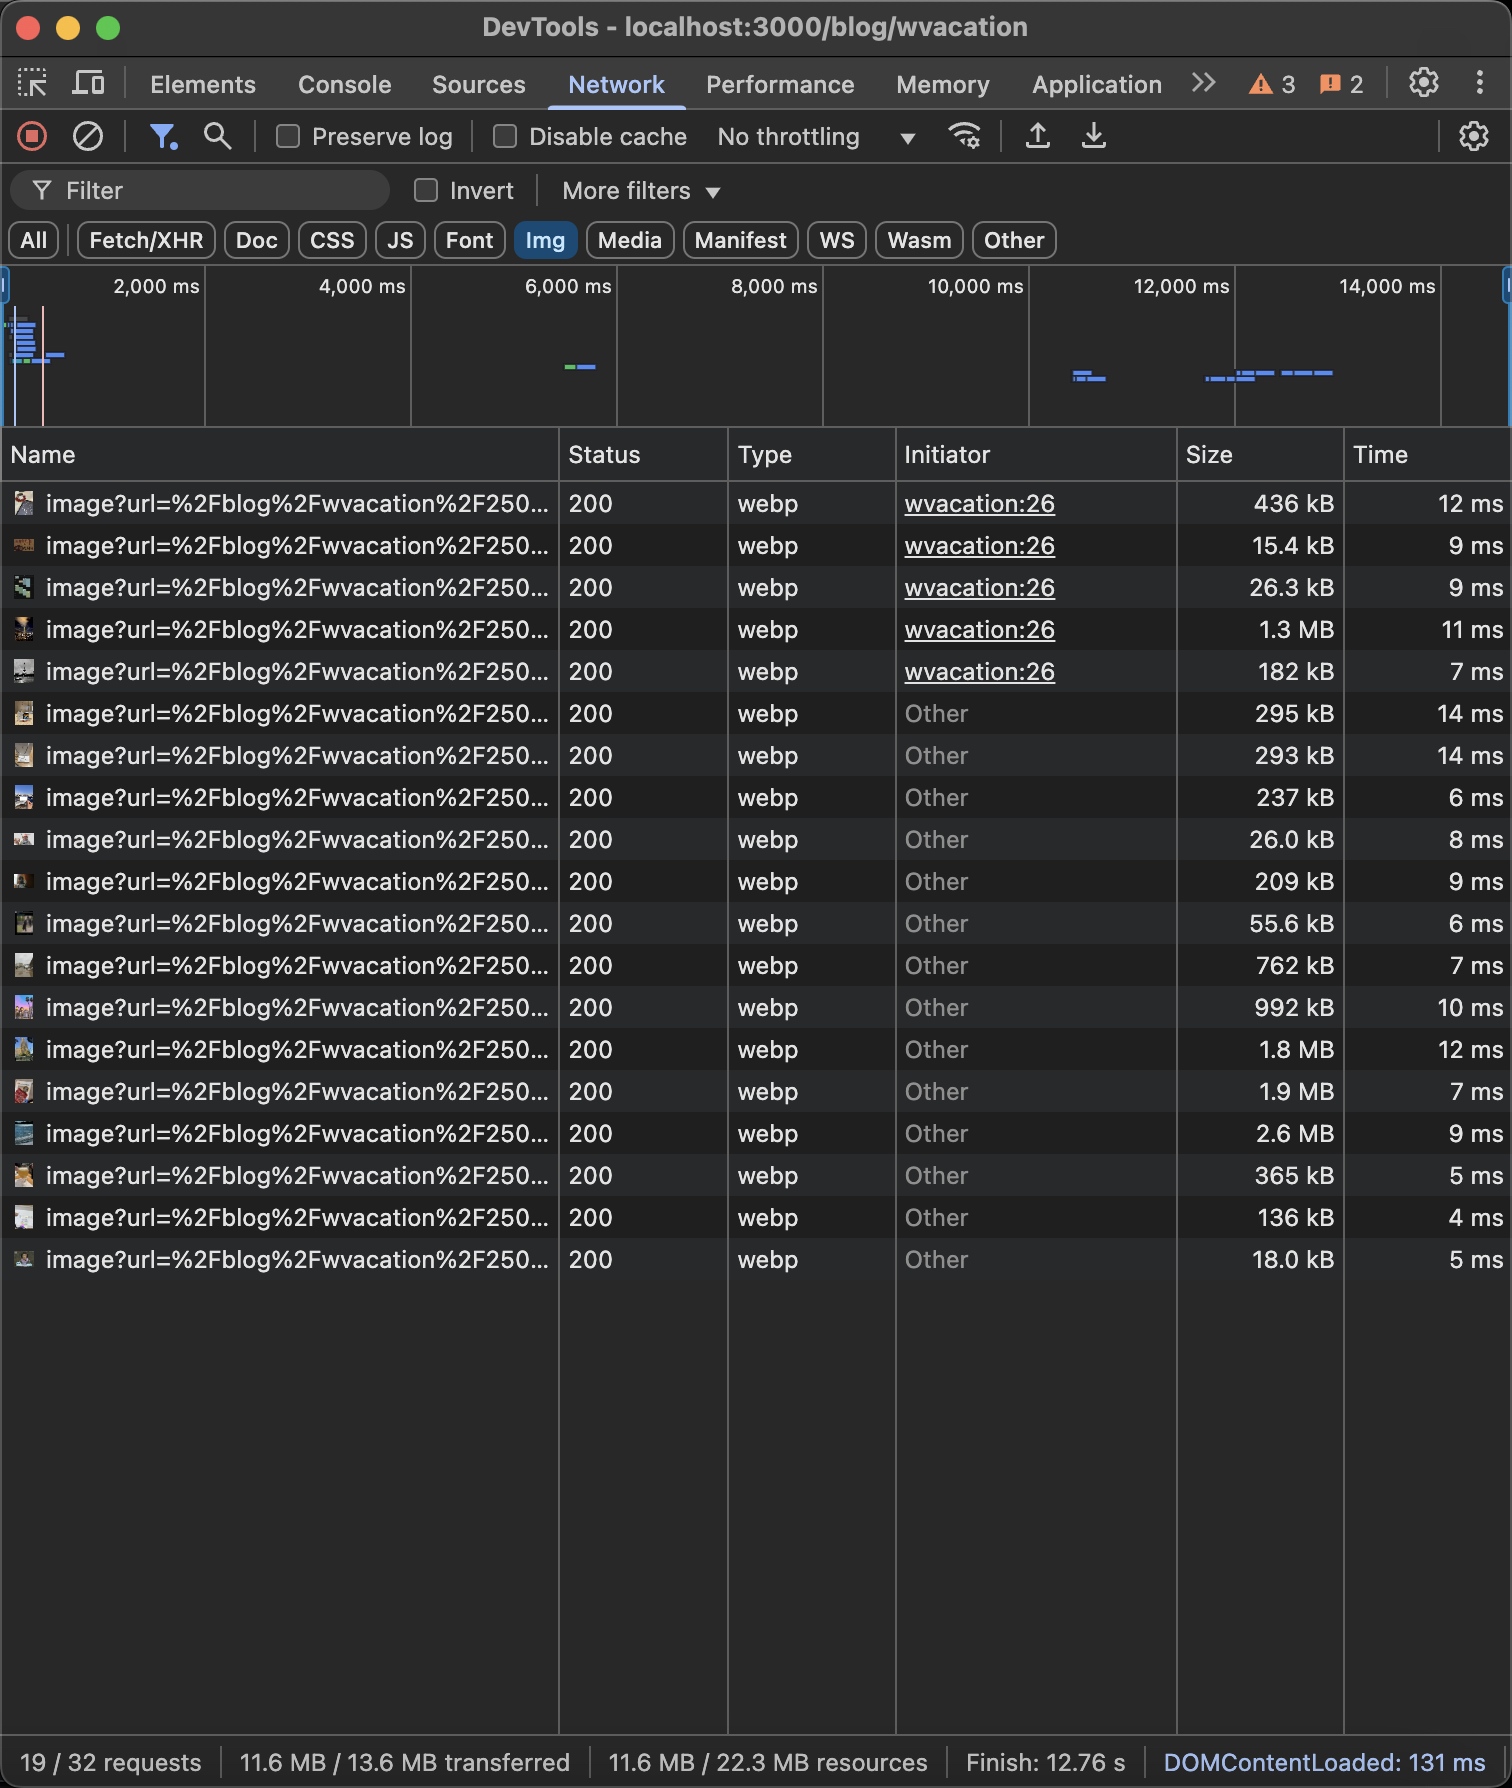 DevTools - localhost:3000/blog/wvacation
Elements Console Sources Network Performance Memory Application 3 2
Preserve log Disable cache No throttling
Filter Invert More filters
All Fetch/XHR Doc CSS JS Font Img Media Manifest WS Wasm Other
2,000 ms 4,000 ms 6,000 ms 8,000 ms 10,000 ms 12,000 ms 14,000 ms
Name Status Type Initiator Size Time
image?url=%2Fblog%2Fwvacation%2F250... 200 webp wvacation:26 436 kB 12 ms
image?url=%2Fblog%2Fwvacation%2F250... 200 webp wvacation:26 15.4 kB 9 ms
image?url=%2Fblog%2Fwvacation%2F250... 200 webp wvacation:26 26.3 kB 9 ms
image?url=%2Fblog%2Fwvacation%2F250... 200 webp wvacation:26 1.3 MB 11 ms
image?url=%2Fblog%2Fwvacation%2F250... 200 webp wvacation:26 182 kB 7 ms
image?url=%2Fblog%2Fwvacation%2F250... 200 webp Other 295 kB 14 ms
image?url=%2Fblog%2Fwvacation%2F250... 200 webp Other 293 kB 14 ms
image?url=%2Fblog%2Fwvacation%2F250... 200 webp Other 237 kB 6 ms
image?url=%2Fblog%2Fwvacation%2F250... 200 webp Other 26.0 kB 8 ms
image?url=%2Fblog%2Fwvacation%2F250... 200 webp Other 209 kB 9 ms
image?url=%2Fblog%2Fwvacation%2F250... 200 webp Other 55.6 kB 6 ms
image?url=%2Fblog%2Fwvacation%2F250... 200 webp Other 762 kB 7 ms
image?url=%2Fblog%2Fwvacation%2F250... 200 webp Other 992 kB 10 ms
image?url=%2Fblog%2Fwvacation%2F250... 200 webp Other 1.8 MB 12 ms
image?url=%2Fblog%2Fwvacation%2F250... 200 webp Other 1.9 MB 7 ms
image?url=%2Fblog%2Fwvacation%2F250... 200 webp Other 2.6 MB 9 ms
image?url=%2Fblog%2Fwvacation%2F250... 200 webp Other 365 kB 5 ms
image?url=%2Fblog%2Fwvacation%2F250... 200 webp Other 136 kB 4 ms
image?url=%2Fblog%2Fwvacation%2F250... 200 webp Other 18.0 kB 5 ms
19 / 32 requests 11.6 MB / 13.6 MB transferred 11.6 MB / 22.3 MB resources Finish: 12.76 s DOMContentLoaded: 131 ms